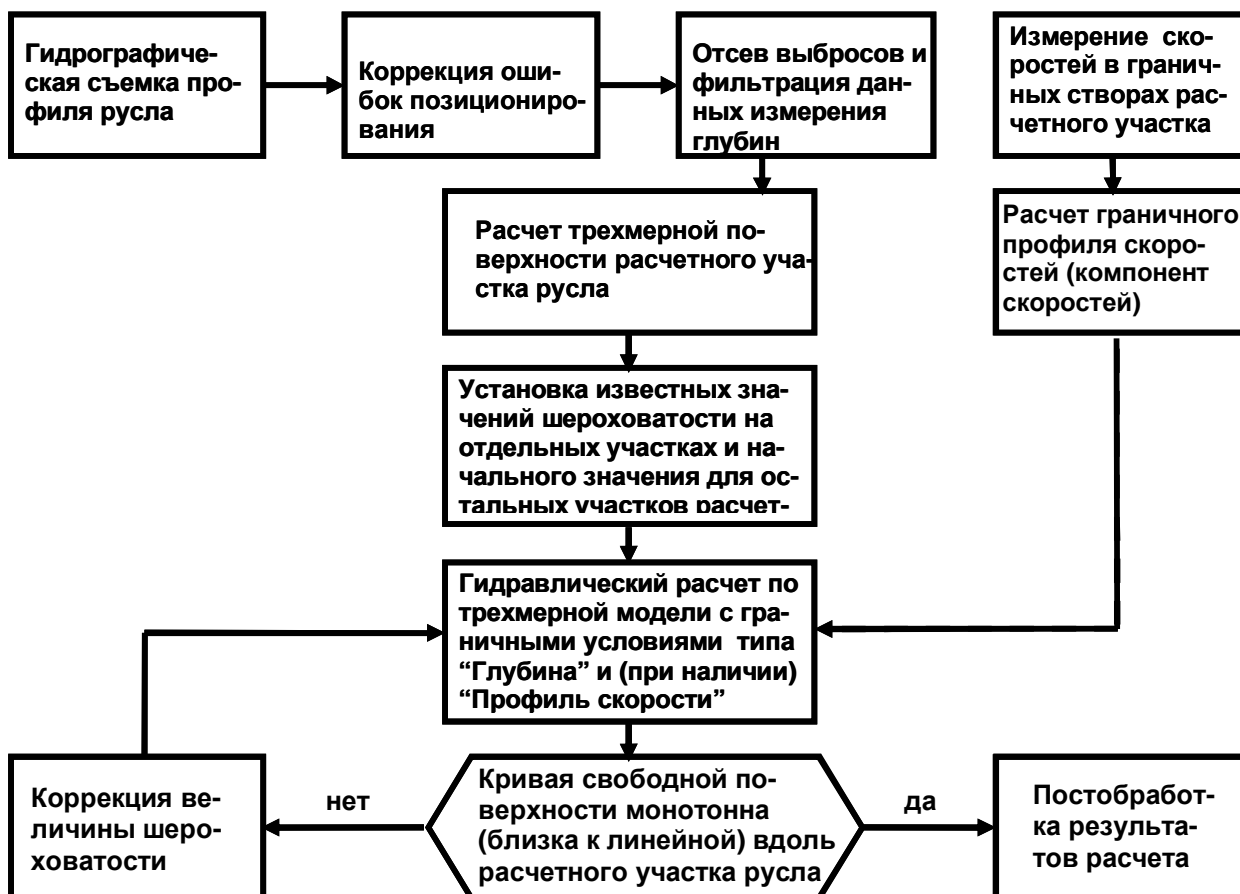 Гидрографиче-
ская съемка про-
филя русла
Коррекция оши-
бок позициониро-
вания
Отсев выбросов и
фильтрация дан-
ных измерения
глубин
Измерение ско-
ростей в гранич-
ных створах рас-
четного участка
Расчет трехмерной по-
верхности расчетного уча-
стка русла
Расчет граничного
профиля скоро-
стей (компонент
скоростей)
Установка известных зна-
чений шероховатости на
отдельных участках и на-
чального значения для ос-
тальных участков расчет-
Гидравлический расчет по
трехмерной модели с гра-
ничными условиями типа
“Глубина” и (при наличии)
“Профиль скорости”
Коррекция ве-
личины шеро-
ховатости
нет
Кривая свободной по-
верхности монотонна
(близка к линейной) вдоль
расчетного участка русла
да
Постобработ-
ка результа-
тов расчета